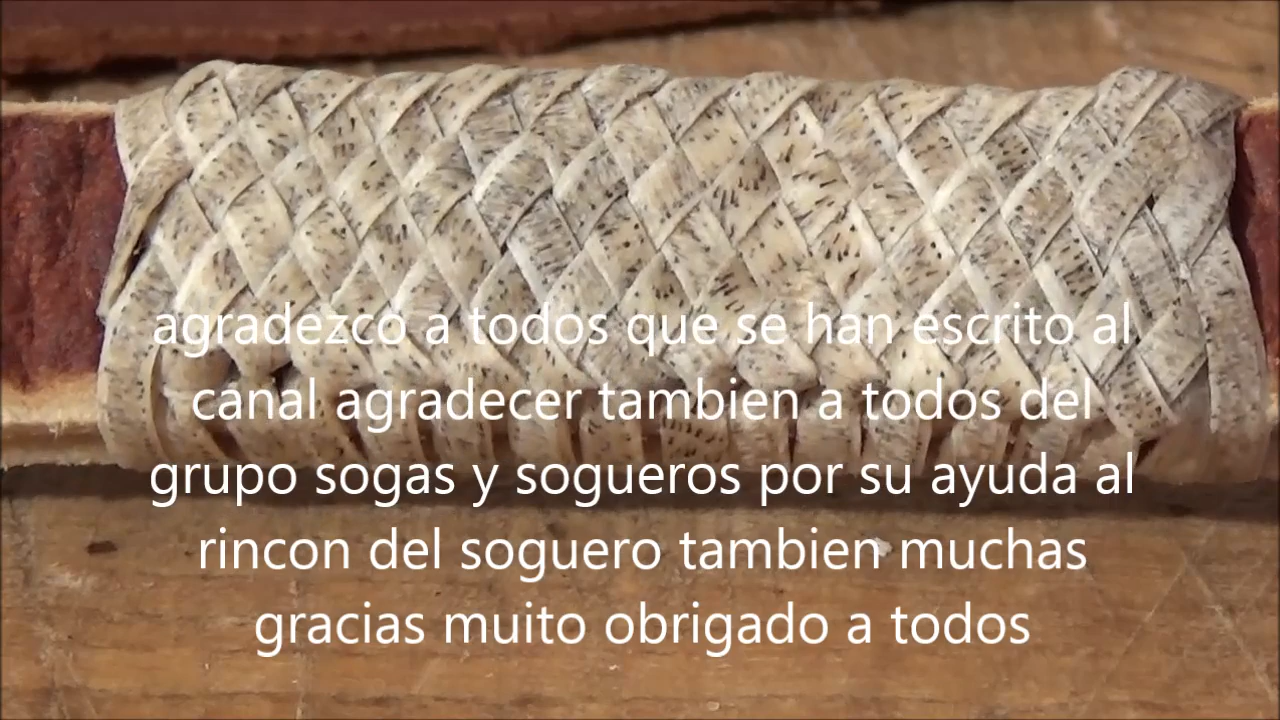 agradezco a todos que se han escrito al
canal agradecer tambien a todos del
grupo sogas y sogueros por su ayuda al
rincon del soguero tambien muchas
gracias muito obrigado a todos